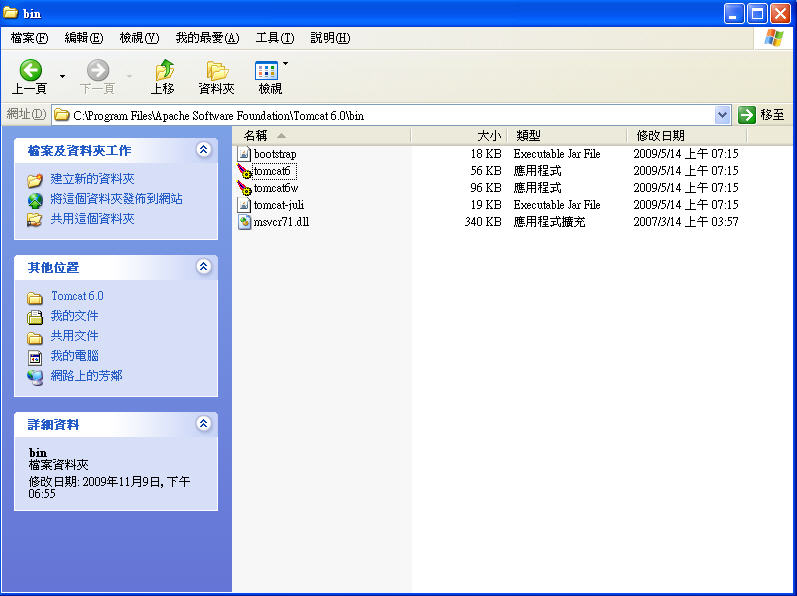 bin
檔案(F) 編輯(E) 檢視(V) 我的最愛(A) 工具(T) 說明(H)
上一頁 下一頁 上移 資料夾 檢視
網址(D) C:\Program Files\Apache Software Foundation\Tomcat 6.0\bin 移至
檔案及資料夾工作
建立新的資料夾
將這個資料夾發佈到網站
共用這個資料夾
其他位置
Tomcat 6.0
我的文件
共用文件
我的電腦
網路上的芳鄰
詳細資料
bin
檔案資料夾
修改日期: 2009年11月9日, 下午
06:55
名稱 大小 類型 修改日期
bootstrap 18 KB Executable Jar File 2009/5/14 上午 07:15
tomcat6 56 KB 應用程式 2009/5/14 上午 07:15
tomcat6w 96 KB 應用程式 2009/5/14 上午 07:15
tomcat-juli 19 KB Executable Jar File 2009/5/14 上午 07:15
msvcr71.dll 340 KB 應用程式擴充 2007/3/14 上午 03:57